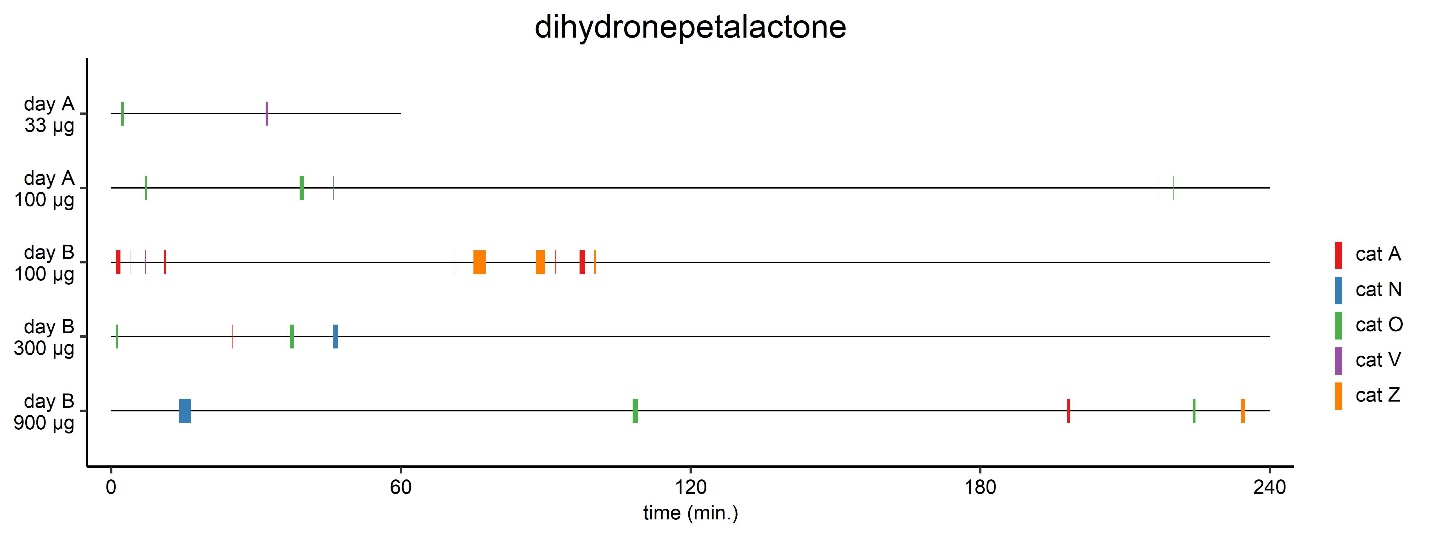 dihydronepetalactone
day A
33 µg
day A
100 µg
day B
100 µg
day B
300 µg
day B
900 µg
cat A
cat N
cat O
cat V
cat Z
0 60 120 180 240
time (min.)